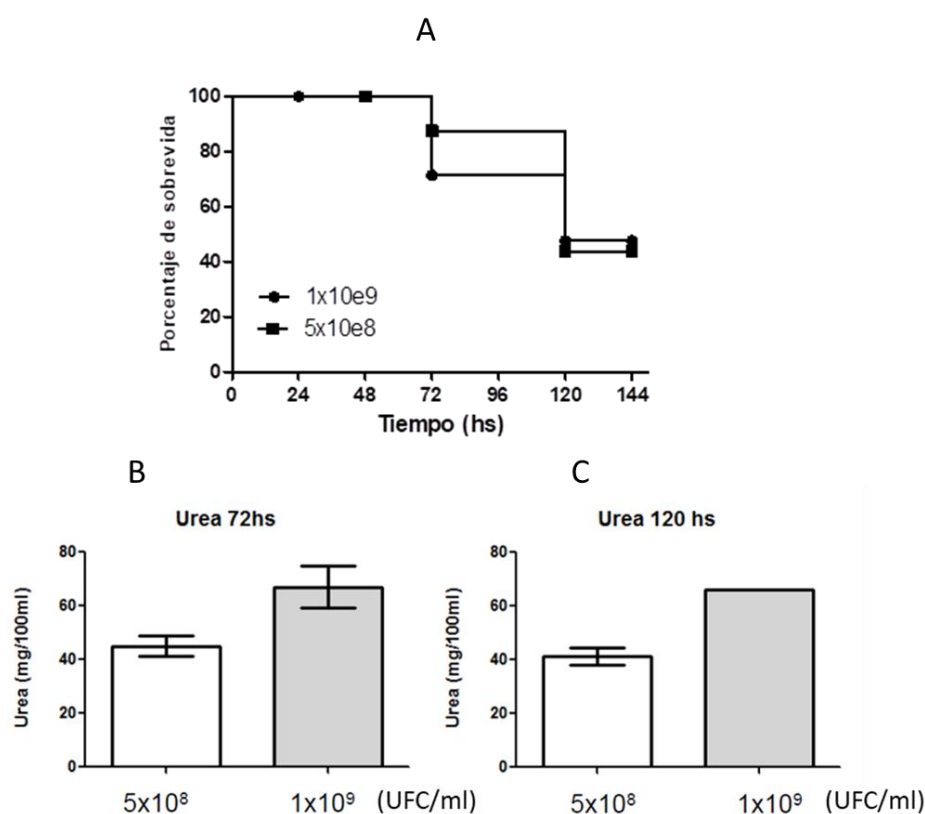 A
Porcentaje de sobrevida
100
80
60
40
20
0
1x10e9
5x10e8
0 24 48 72 96 120 144
Tiempo (hs)
B
Urea 72hs
Urea (mg/100ml)
80
60
40
20
0
5x10⁸ 1x10⁹ (UFC/ml)
C
Urea 120 hs
Urea (mg/100ml)
80
60
40
20
0
5x10⁸ 1x10⁹ (UFC/ml)